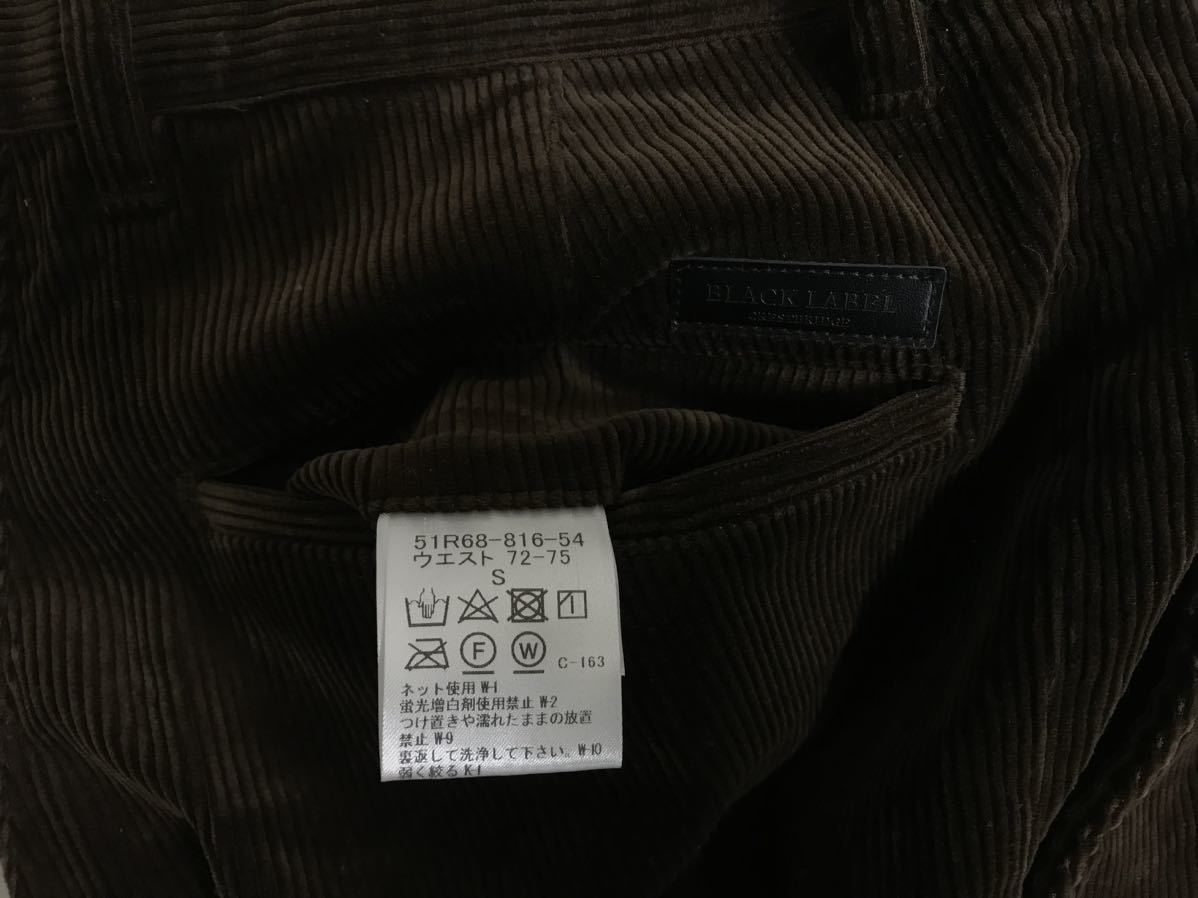 BLACK LABEL
CRESTBRIDGE
51R68-816-54
ウエスト 72-75
S
F W C-163
ネット使用 W-1
蛍光増白剤使用禁止 W-2
つけ置きや濡れたままの放置
禁止 W-9
裏返して洗浄して下さい。W-10
弱く絞る K-1